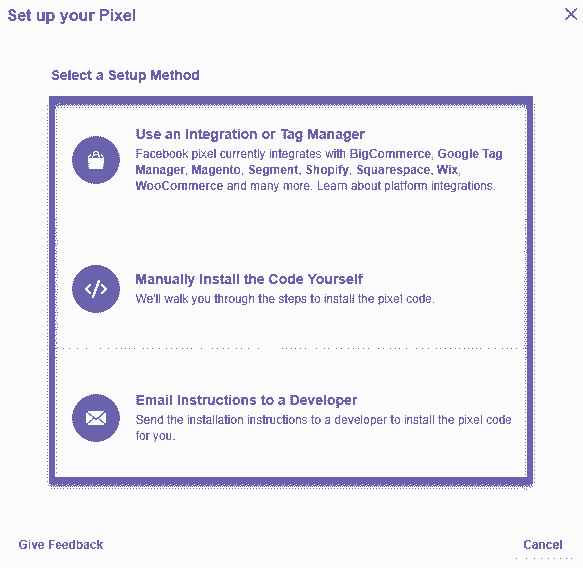 Set up your Pixel
Select a Setup Method
Use an Integration or Tag Manager
Facebook pixel currently integrates with BigCommerce, Google Tag
Manager, Magento, Segment, Shopify, Squarespace, Wix,
WooCommerce and many more. Learn about platform integrations.
Manually Install the Code Yourself
We'll walk you through the steps to install the pixel code.
Email Instructions to a Developer
Send the installation instructions to a developer to install the pixel code
for you.
Give Feedback
Cancel